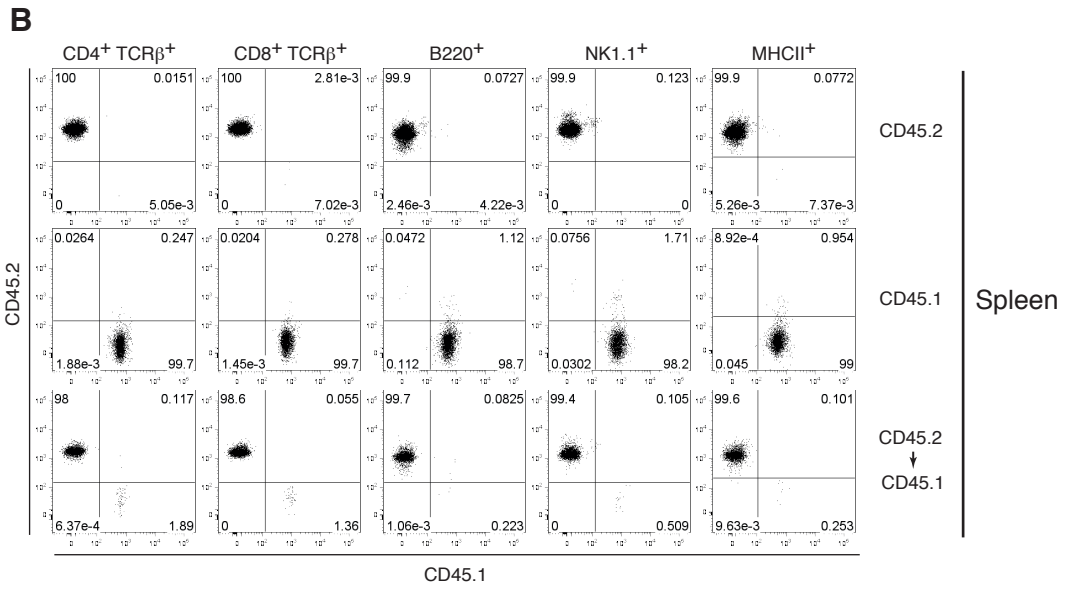 B
CD4+ TCRβ+ CD8+ TCRβ+ B220+ NK1.1+ MHCII+
100 0.0151 100 2.81e-3 99.9 0.0727 99.9 0.123 99.9 0.0772
CD45.2
0 5.05e-3 0 7.02e-3 2.46e-3 4.22e-3 0 0 5.26e-3 7.37e-3
0.0264 0.247 0.0204 0.278 0.0472 1.12 0.0756 1.71 8.92e-4 0.954
CD45.2
CD45.1
Spleen
1.88e-3 99.7 1.45e-3 99.7 0.112 98.7 0.0302 98.2 0.045 99
98 0.117 98.6 0.055 99.7 0.0825 99.4 0.105 99.6 0.101
CD45.2
↓
CD45.1
6.37e-4 1.89 0 1.36 1.06e-3 0.223 0 0.509 9.63e-3 0.253
CD45.1